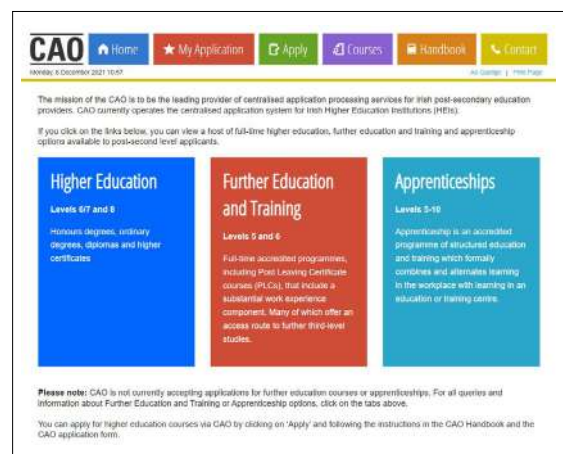 CAO Home My Application Apply Courses Handbook Contact
Monday, 6 December 2021 10:57 As Gaeilge | Print Page
The mission of the CAO is to be the leading provider of centralised application processing services for Irish post-secondary education
providers. CAO currently operates the centralised application system for Irish Higher Education Institutions (HEIs).
If you click on the links below, you can view a host of full-time higher education, further education and training and apprenticeship
options available to post-second level applicants.
Higher Education
Levels 6/7 and 8
Honours degrees, ordinary
degrees, diplomas and higher
certificates
Further Education
and Training
Levels 5 and 6
Full-time accredited programmes,
including Post Leaving Certificate
courses (PLCs), that include a
substantial work experience
component. Many of which offer an
access route to further third-level
studies.
Apprenticeships
Levels 5-10
Apprenticeship is an accredited
programme of structured education
and training which formally
combines and alternates learning
in the workplace with learning in an
education or training centre.
Please note: CAO is not currently accepting applications for further education courses or apprenticeships. For all queries and
information about Further Education and Training or Apprenticeship options, click on the tabs above.
You can apply for higher education courses via CAO by clicking on 'Apply' and following the instructions in the CAO Handbook and the
CAO application form.